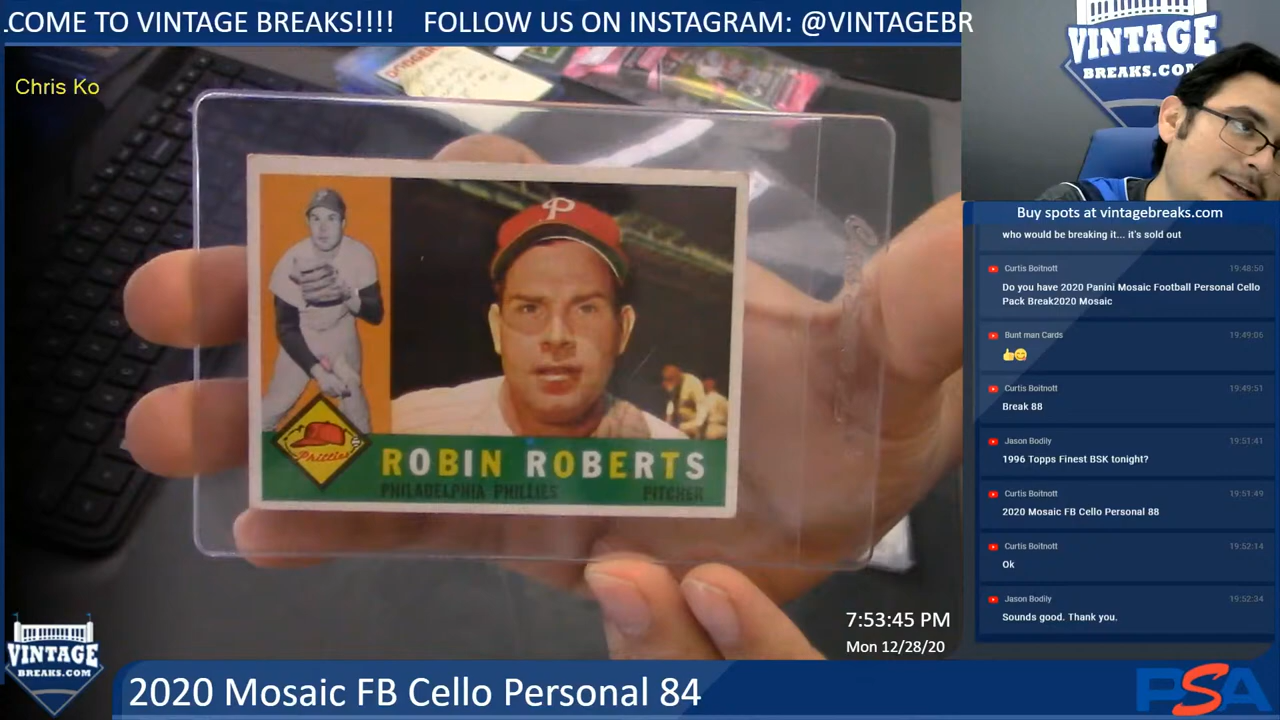 .COME TO VINTAGE BREAKS!!!! FOLLOW US ON INSTAGRAM: @VINTAGEBR
Chris Ko
VINTAGE
BREAKS.COM
P
Phillies
ROBIN ROBERTS
PHILADELPHIA PHILLIES PITCHER
Buy spots at vintagebreaks.com
who would be breaking it... it's sold out
Curtis Boitnott 19:48:50
Do you have 2020 Panini Mosaic Football Personal Cello
Pack Break2020 Mosaic
Bunt man Cards 19:49:06
👍😋
Curtis Boitnott 19:49:51
Break 88
Jason Bodily 19:51:41
1996 Topps Finest BSK tonight?
Curtis Boitnott 19:51:49
2020 Mosaic FB Cello Personal 88
Curtis Boitnott 19:52:14
Ok
Jason Bodily 19:52:34
Sounds good. Thank you.
7:53:45 PM
Mon 12/28/20
VINTAGE
BREAKS.COM
2020 Mosaic FB Cello Personal 84
PSA